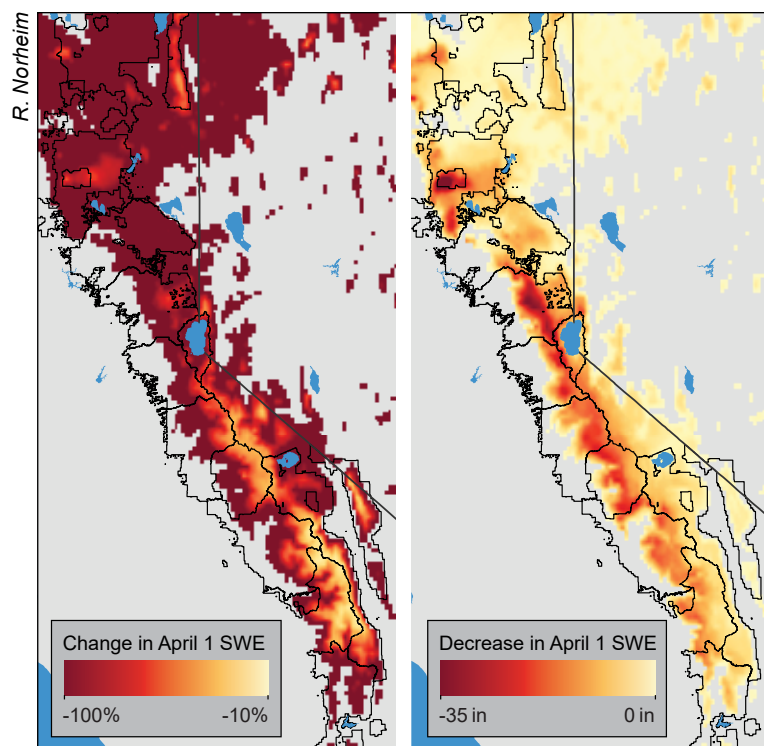 R. Norheim
Change in April 1 SWE
-100%
-10%
Decrease in April 1 SWE
-35 in
0 in